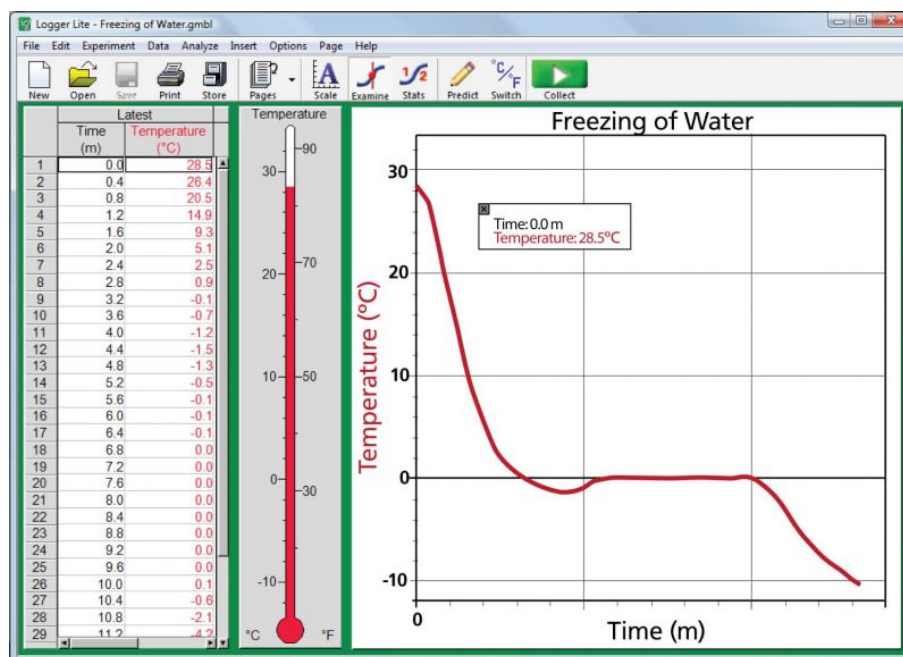 Logger Lite - Freezing of Water.gmbl
File Edit Experiment Data Analyze Insert Options Page Help
New Open Save Print Store Pages Scale Examine Stats Predict Switch Collect
Latest
Time Temperature
(m) (°C)
1 0.0 28.5
2 0.4 26.4
3 0.8 20.5
4 1.2 14.9
5 1.6 9.3
6 2.0 5.1
7 2.4 2.5
8 2.8 0.9
9 3.2 -0.1
10 3.6 -0.7
11 4.0 -1.2
12 4.4 -1.5
13 4.8 -1.3
14 5.2 -0.5
15 5.6 -0.1
16 6.0 -0.1
17 6.4 -0.1
18 6.8 0.0
19 7.2 0.0
20 7.6 0.0
21 8.0 0.0
22 8.4 0.0
23 8.8 0.0
24 9.2 0.0
25 9.6 0.0
26 10.0 0.1
27 10.4 -0.6
28 10.8 -2.1
29 11.2 -4.2
Temperature
90
30
70
20
10 50
0
30
-10
°C °F
Freezing of Water
Time: 0.0 m
Temperature: 28.5°C
30
20
10
0
-10
Temperature (°C)
0
Time (m)